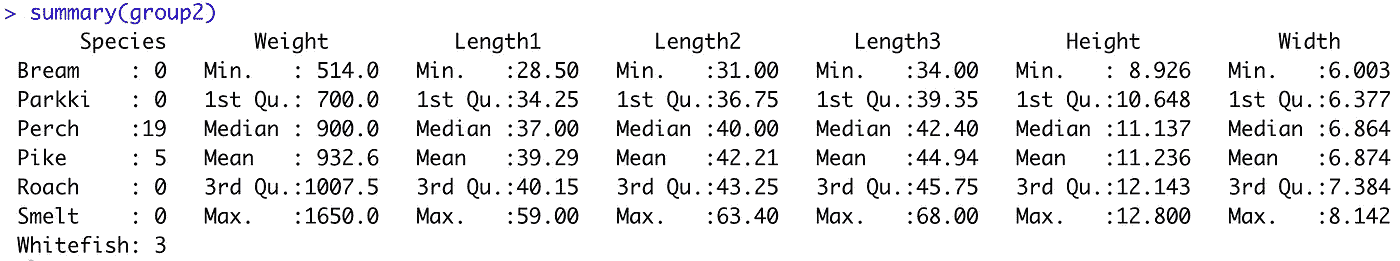 > summary(group2)
Species Weight Length1 Length2 Length3 Height Width
Bream : 0 Min. : 514.0 Min. :28.50 Min. :31.00 Min. :34.00 Min. : 8.926 Min. :6.003
Parkki : 0 1st Qu.: 700.0 1st Qu.:34.25 1st Qu.:36.75 1st Qu.:39.35 1st Qu.:10.648 1st Qu.:6.377
Perch :19 Median : 900.0 Median :37.00 Median :40.00 Median :42.40 Median :11.137 Median :6.864
Pike : 5 Mean : 932.6 Mean :39.29 Mean :42.21 Mean :44.94 Mean :11.236 Mean :6.874
Roach : 0 3rd Qu.:1007.5 3rd Qu.:40.15 3rd Qu.:43.25 3rd Qu.:45.75 3rd Qu.:12.143 3rd Qu.:7.384
Smelt : 0 Max. :1650.0 Max. :59.00 Max. :63.40 Max. :68.00 Max. :12.800 Max. :8.142
Whitefish: 3